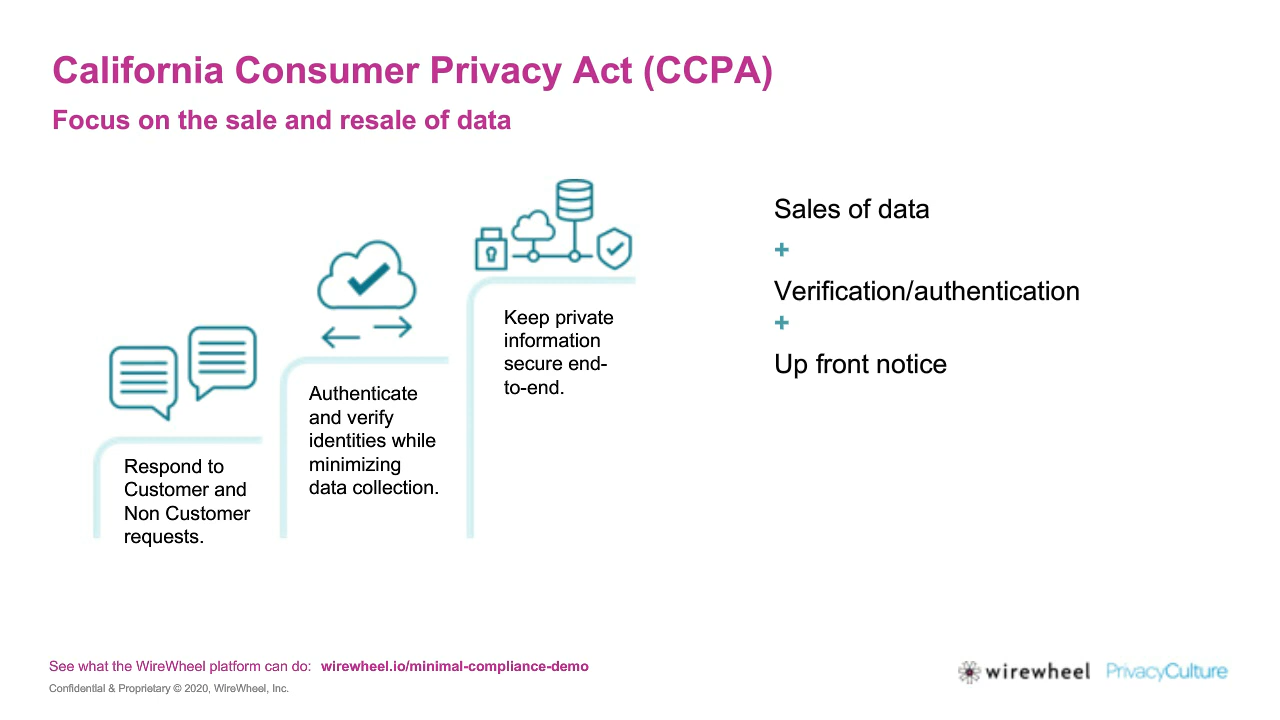 California Consumer Privacy Act (CCPA)
Focus on the sale and resale of data
Respond to
Customer and
Non Customer
requests.
Authenticate
and verify
identities while
minimizing
data collection.
Keep private
information
secure end-
to-end.
Sales of data
+
Verification/authentication
+
Up front notice
See what the WireWheel platform can do: wirewheel.io/minimal-compliance-demo
Confidential & Proprietary © 2020, WireWheel, Inc.
wirewheel
PrivacyCulture